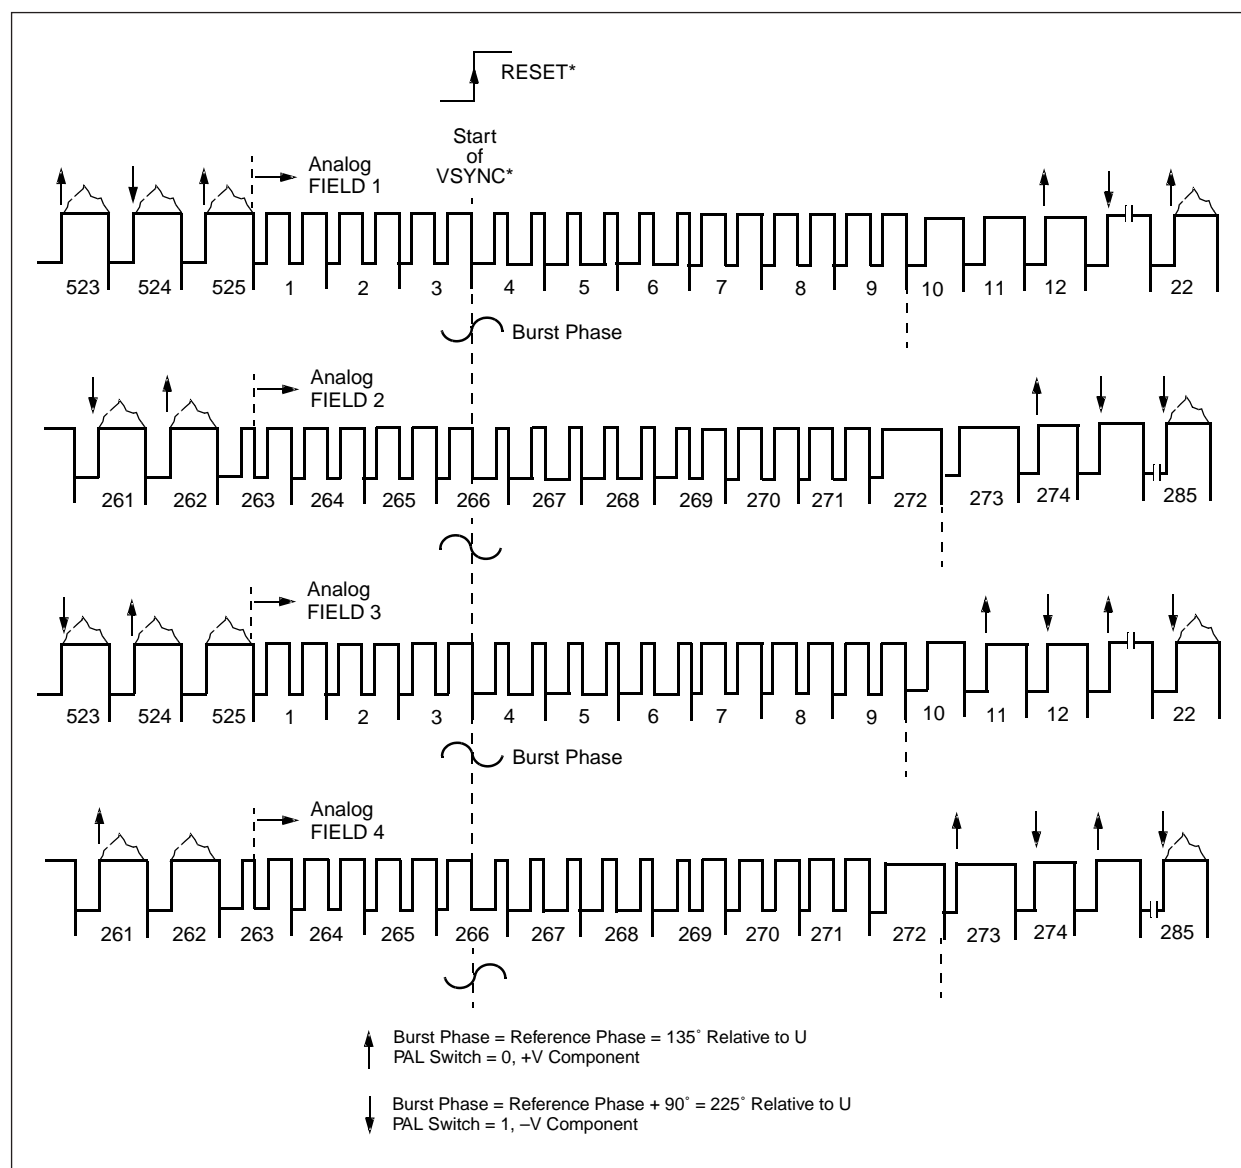 RESET*
Start
of
VSYNC*
Analog
FIELD 1
523 524 525 1 2 3 4 5 6 7 8 9 10 11 12 22
Burst Phase
Analog
FIELD 2
261 262 263 264 265 266 267 268 269 270 271 272 273 274 285
Analog
FIELD 3
523 524 525 1 2 3 4 5 6 7 8 9 10 11 12 22
Burst Phase
Analog
FIELD 4
261 262 263 264 265 266 267 268 269 270 271 272 273 274 285
Burst Phase = Reference Phase = 135° Relative to U
PAL Switch = 0, +V Component
Burst Phase = Reference Phase + 90° = 225° Relative to U
PAL Switch = 1, –V Component